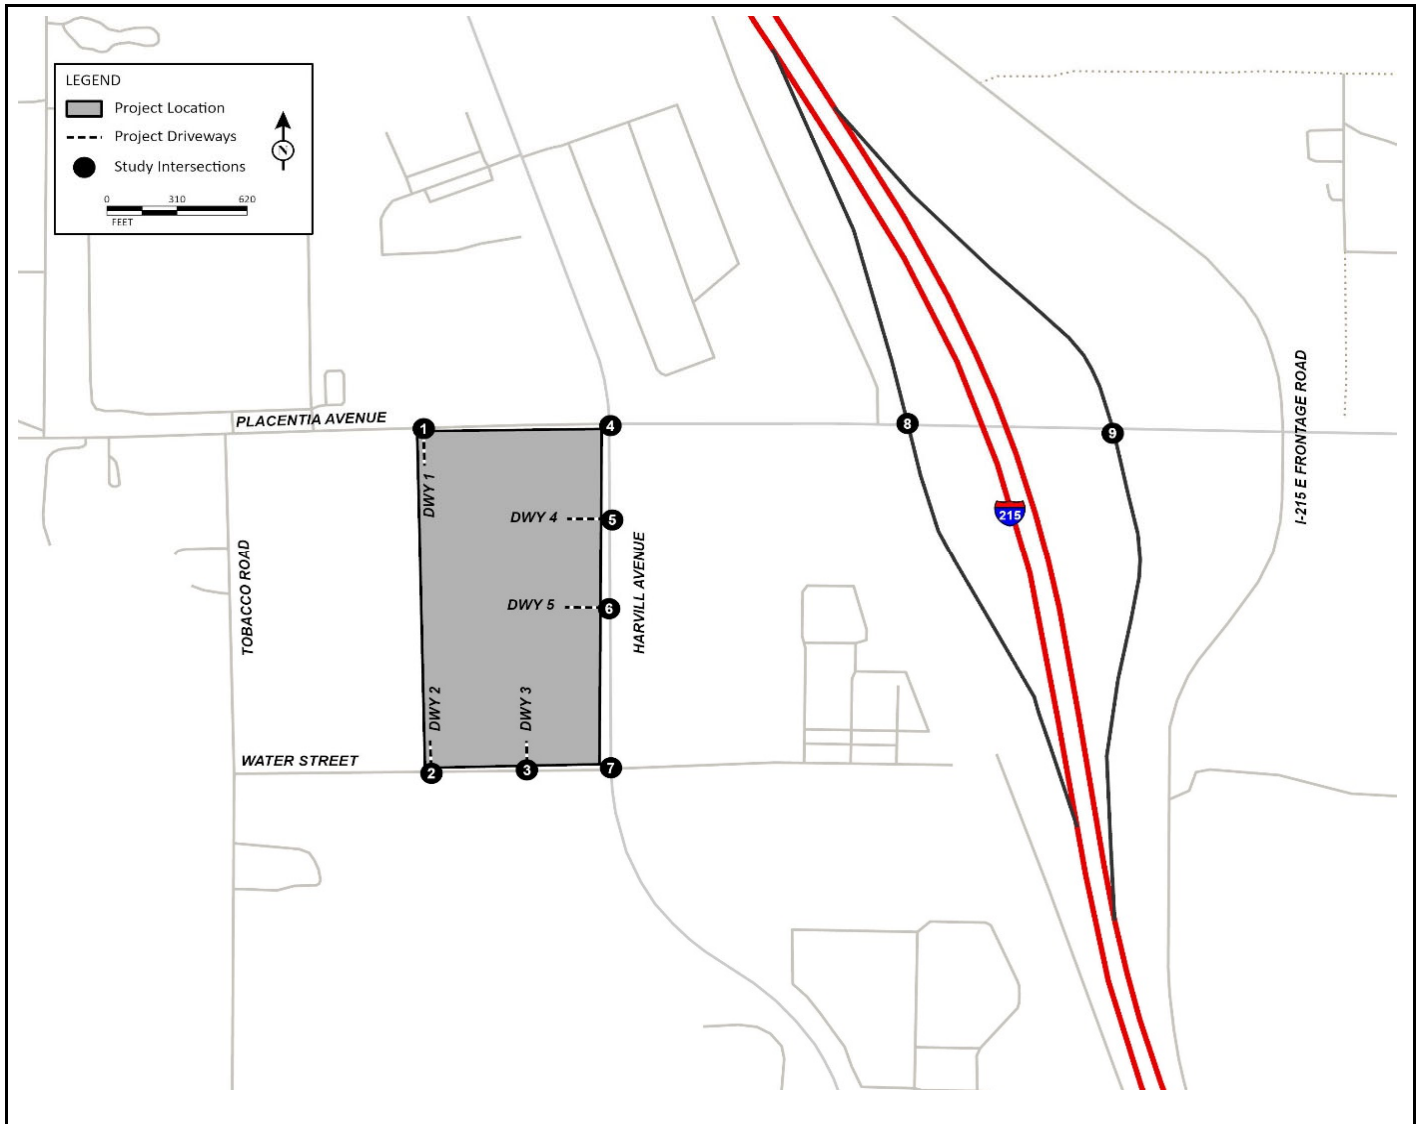 LEGEND
Project Location
Project Driveways
Study Intersections
N
0 310 620
FEET
PLACENTIA AVENUE
1
4
8
9
DWY 1
DWY 4
5
215
I-215 E FRONTAGE ROAD
TOBACCO ROAD
HARVILL AVENUE
DWY 5
6
DWY 2
DWY 3
WATER STREET
2
3
7